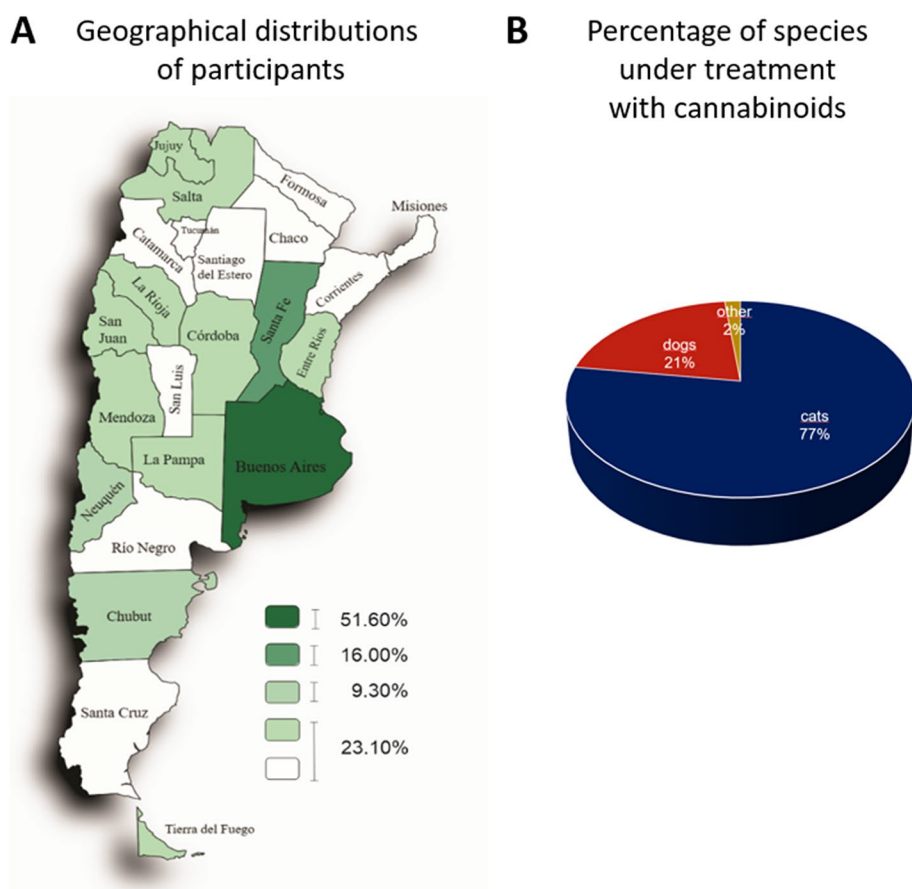 A
Geographical distributions
of participants
Jujuy
Salta
Formosa
Misiones
Tucumán
Chaco
Catamarca
Santiago
del Estero
Corrientes
La Rioja
Santa Fe
San
Juan
Córdoba
Entre Ríos
San Luis
Mendoza
La Pampa
Buenos Aires
Neuquén
Río Negro
Chubut
Santa Cruz
Tierra del Fuego
51.60%
16.00%
9.30%
23.10%
B
Percentage of species
under treatment
with cannabinoids
other
2%
dogs
21%
cats
77%